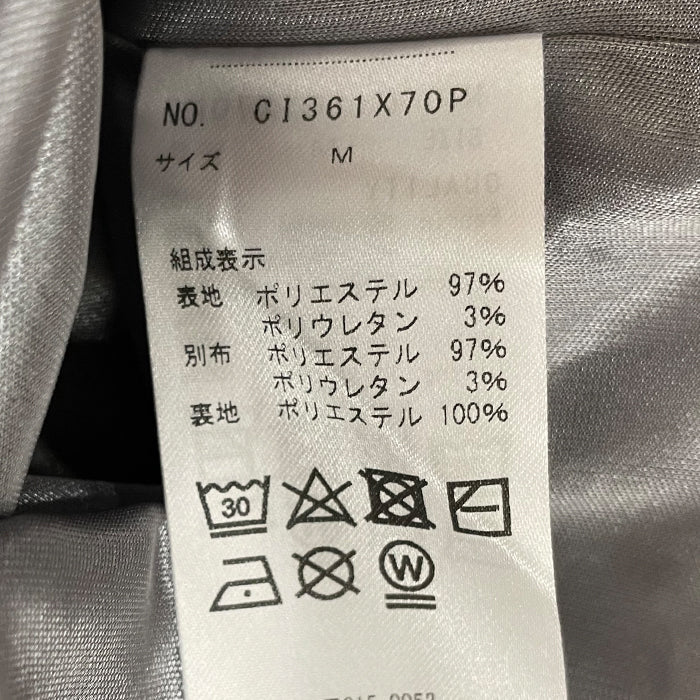 NO. CI361X70P
サイズ M
組成表示
表地 ポリエステル 97%
ポリウレタン 3%
別布 ポリエステル 97%
ポリウレタン 3%
裏地 ポリエステル 100%
30
W